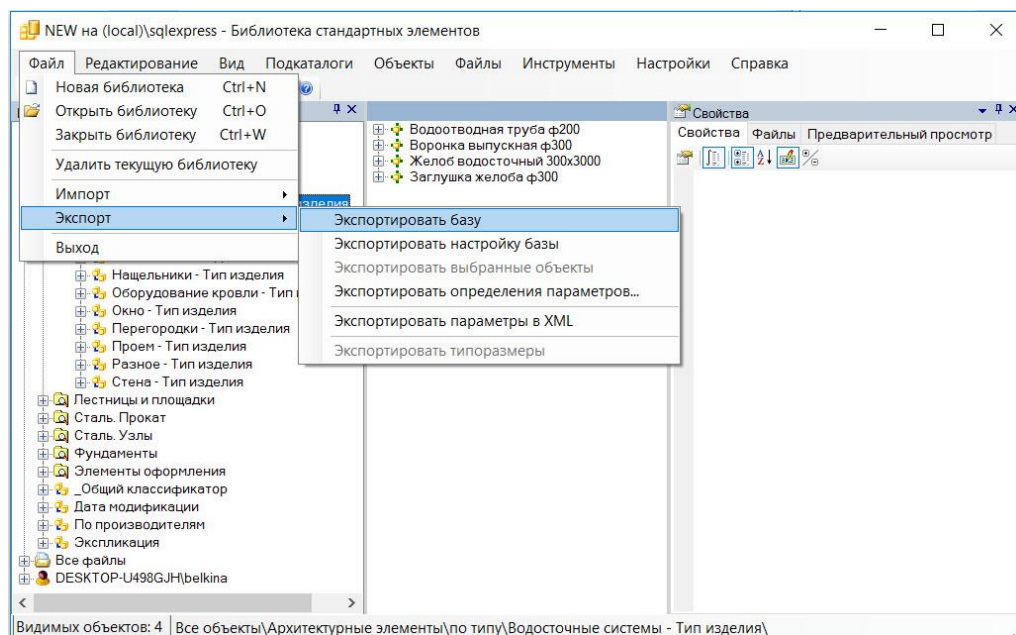 NEW на (local)\sqlexpress - Библиотека стандартных элементов
Файл Редактирование Вид Подкаталоги Объекты Файлы Инструменты Настройки Справка
Новая библиотека Ctrl+N
Открыть библиотеку Ctrl+O
Закрыть библиотеку Ctrl+W
Удалить текущую библиотеку
Импорт
Экспорт
Выход
Экспортировать базу
Экспортировать настройку базы
Экспортировать выбранные объекты
Экспортировать определения параметров...
Экспортировать параметры в XML
Экспортировать типоразмеры
Нащельники - Тип изделия
Оборудование кровли - Тип
Окно - Тип изделия
Перегородки - Тип изделия
Проем - Тип изделия
Разное - Тип изделия
Стена - Тип изделия
Лестницы и площадки
Сталь. Прокат
Сталь. Узлы
Фундаменты
Элементы оформления
_Общий классификатор
Дата модификации
По производителям
Экспликация
Все файлы
DESKTOP-U498GJH\belkina
Водоотводная труба ф200
Воронка выпускная ф300
Желоб водосточный 300x3000
Заглушка желоба ф300
Свойства
Свойства Файлы Предварительный просмотр
Видимых объектов: 4 Все объекты\Архитектурные элементы\по типу\Водосточные системы - Тип изделия\